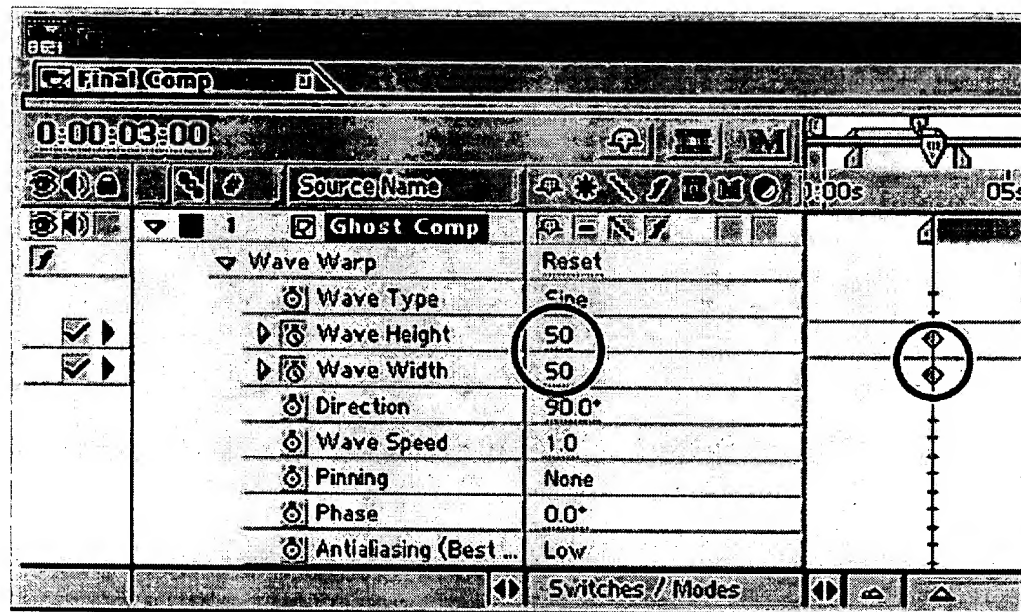 Final Comp
0:00:03:00
# Source Name 0:00s 05s
1 Ghost Comp
Wave Warp Reset
Wave Type Sine
Wave Height 50
Wave Width 50
Direction 90.0°
Wave Speed 1.0
Pinning None
Phase 0.0°
Antialiasing (Best ... Low
Switches / Modes